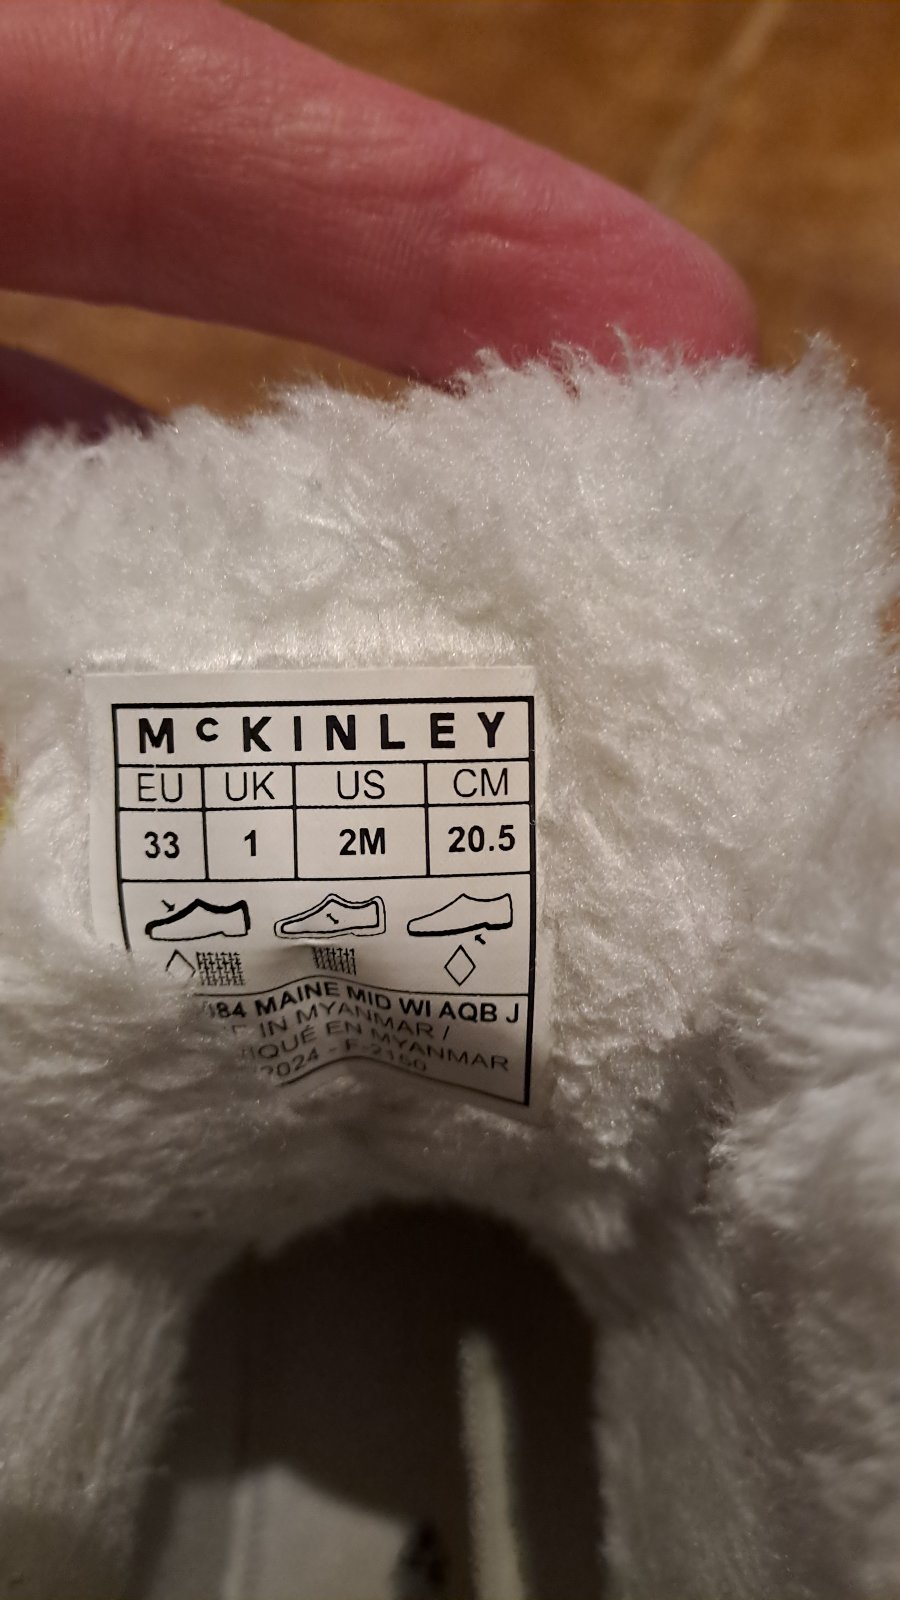 McKINLEY
EU UK US CM
33 1 2M 20.5
84 MAINE MID WI AQB J
IN MYANMAR /
EN MYANMAR
2024 - F-2150